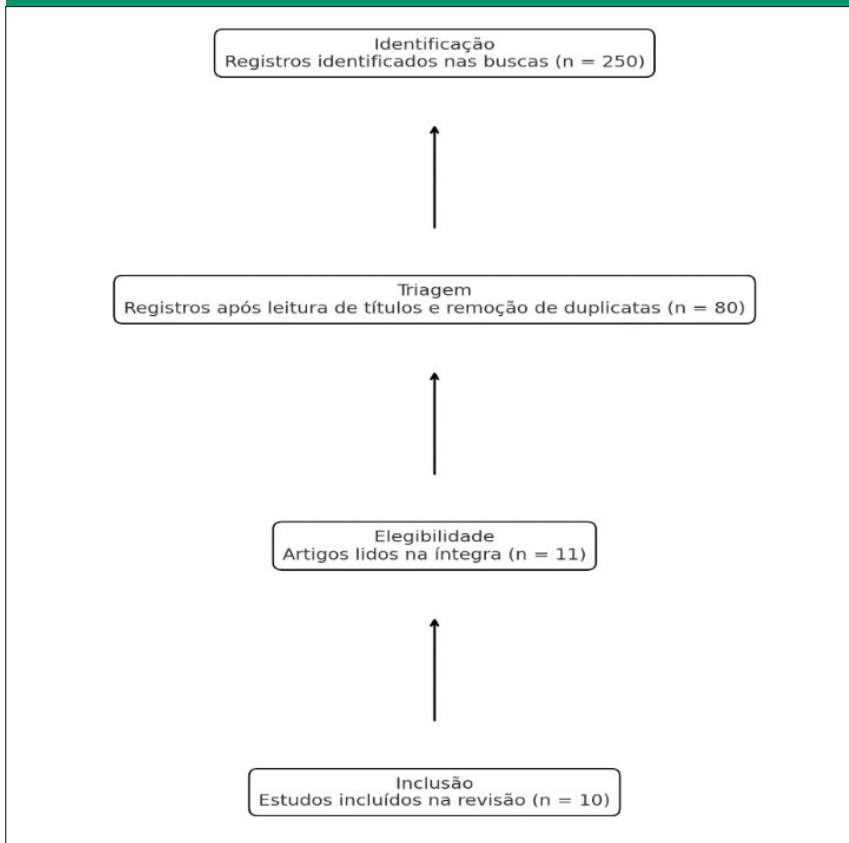 Identificação
Registros identificados nas buscas (n = 250)
Triagem
Registros após leitura de títulos e remoção de duplicatas (n = 80)
Elegibilidade
Artigos lidos na íntegra (n = 11)
Inclusão
Estudos incluídos na revisão (n = 10)